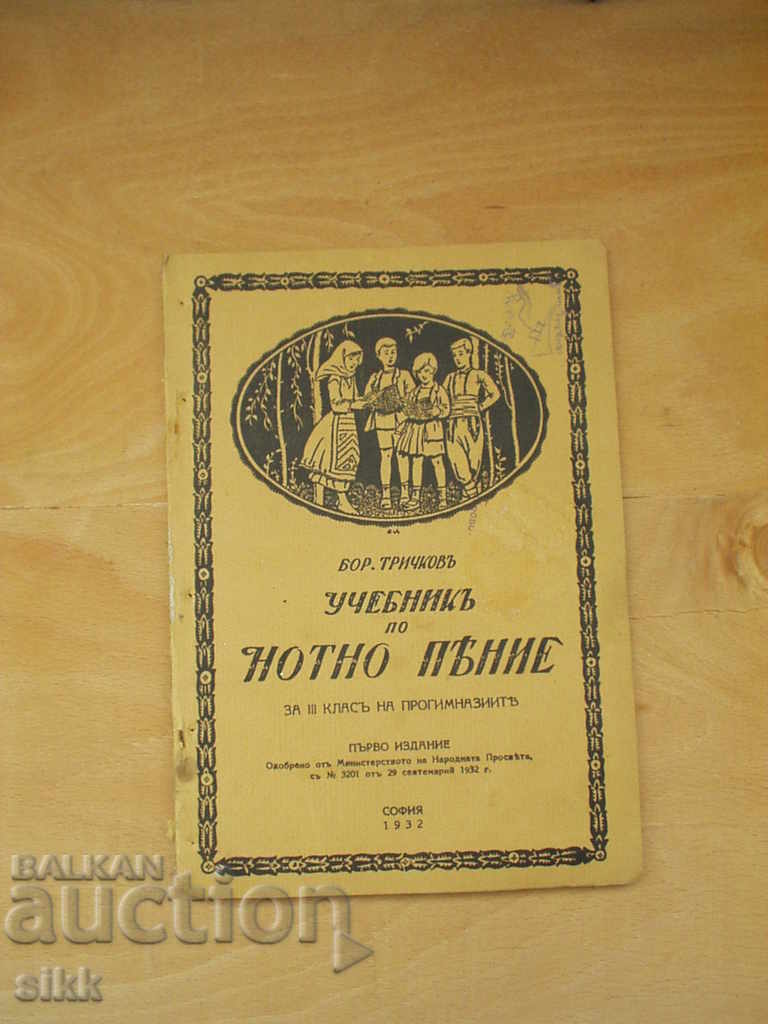 БОР. ТРИЧКОВЪ
УЧЕБНИКЪ
ПО
НОТНО ПѢНИЕ
ЗА III КЛАСЪ НА ПРОГИМНАЗИИТѢ
ПЪРВО ИЗДАНИЕ
Одобрено отъ Министерството на Народната Просвѣта,
съ № 3201 отъ 29 септемврий 1932 г.
СОФИЯ
1932
BALKAN
auction
sikk